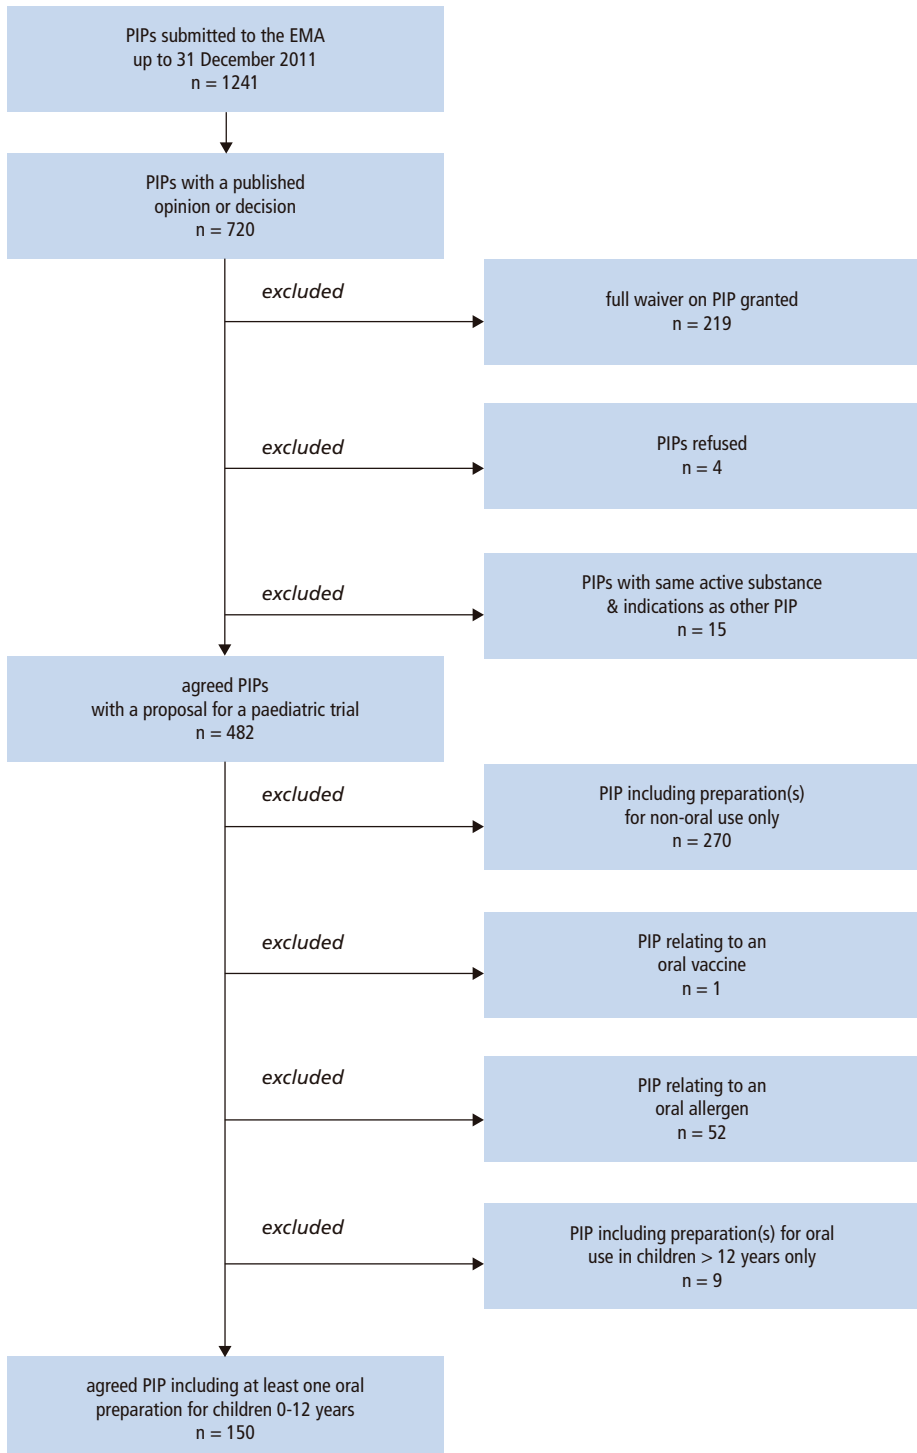 PIPs submitted to the EMA
up to 31 December 2011
n = 1241
PIPs with a published
opinion or decision
n = 720
excluded
full waiver on PIP granted
n = 219
excluded
PIPs refused
n = 4
excluded
PIPs with same active substance
& indications as other PIP
n = 15
agreed PIPs
with a proposal for a paediatric trial
n = 482
excluded
PIP including preparation(s)
for non-oral use only
n = 270
excluded
PIP relating to an
oral vaccine
n = 1
excluded
PIP relating to an
oral allergen
n = 52
excluded
PIP including preparation(s) for oral
use in children > 12 years only
n = 9
agreed PIP including at least one oral
preparation for children 0-12 years
n = 150